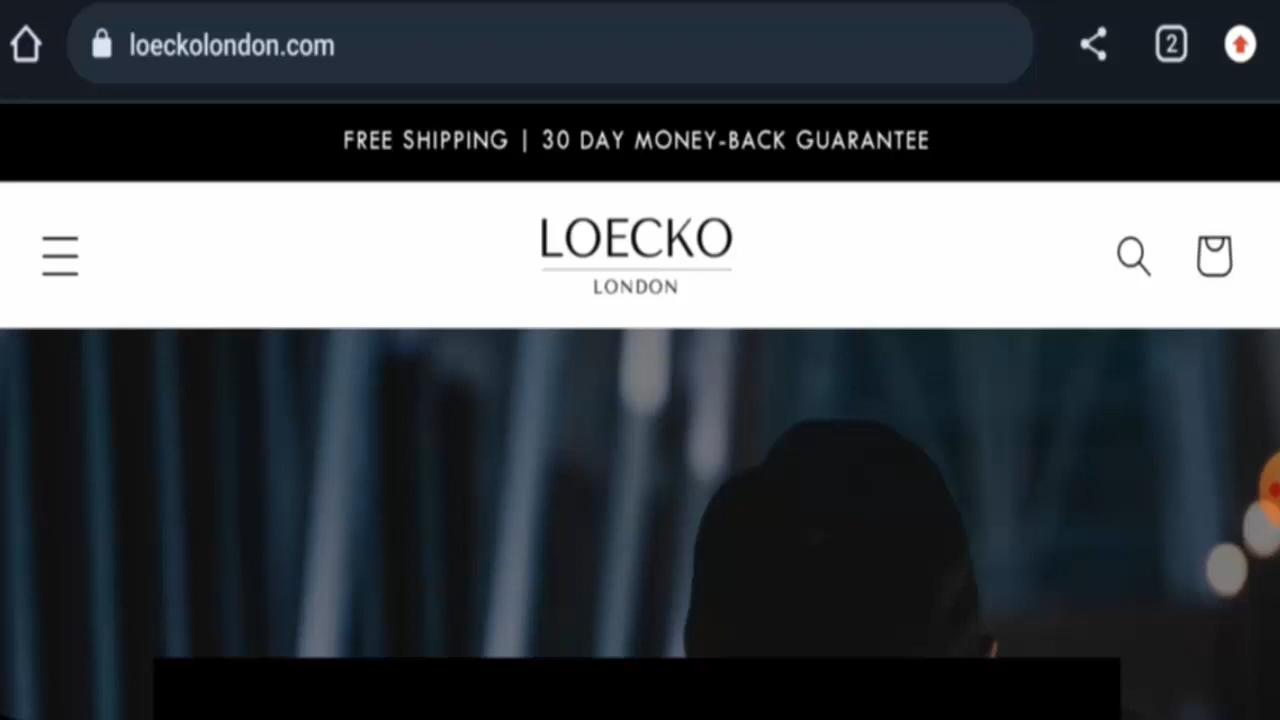 loeckolondon.com
2
FREE SHIPPING | 30 DAY MONEY-BACK GUARANTEE
LOECKO
LONDON